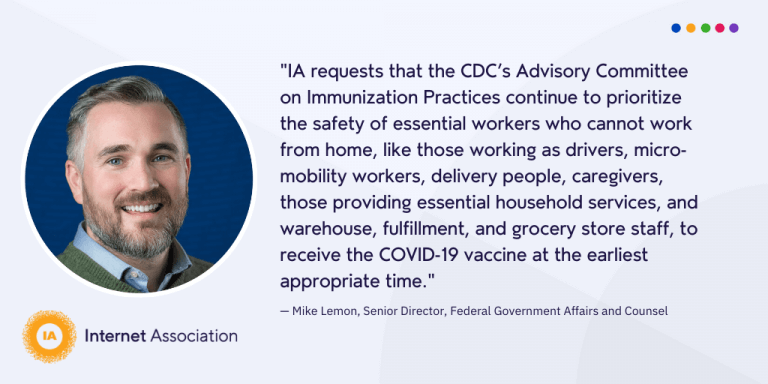 "IA requests that the CDC’s Advisory Committee
on Immunization Practices continue to prioritize
the safety of essential workers who cannot work
from home, like those working as drivers, micro-
mobility workers, delivery people, caregivers,
those providing essential household services, and
warehouse, fulfillment, and grocery store staff, to
receive the COVID-19 vaccine at the earliest
appropriate time."
— Mike Lemon, Senior Director, Federal Government Affairs and Counsel
IA
Internet Association